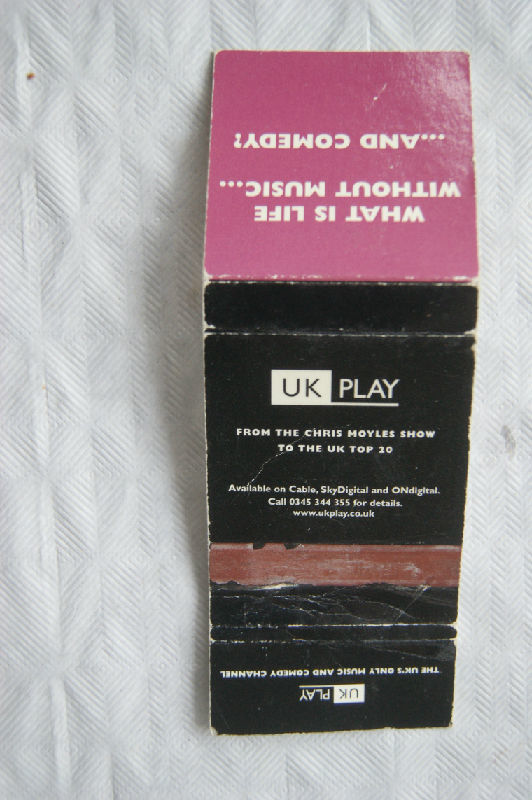 WHAT IS LIFE
WITHOUT MUSIC...
...AND COMEDY?
UK PLAY
FROM THE CHRIS MOYLES SHOW
TO THE UK TOP 20
Available on Cable, SkyDigital and ONdigital.
Call 0345 344 355 for details.
www.ukplay.co.uk
UK PLAY
THE UK'S ONLY MUSIC AND COMEDY CHANNEL